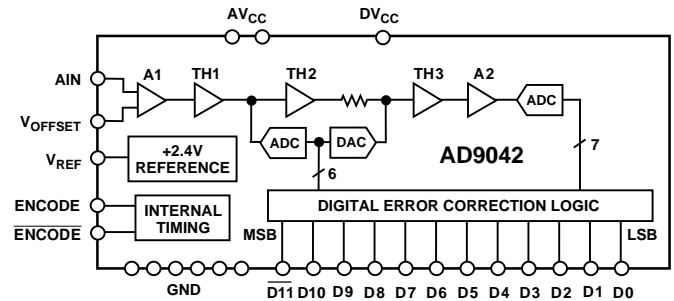 AVCC DVCC
AIN A1 TH1 TH2 TH3 A2 ADC
VOFFSET
ADC DAC
VREF +2.4V REFERENCE
AD9042
6 7
ENCODE
ENCODE
INTERNAL TIMING
DIGITAL ERROR CORRECTION LOGIC
MSB LSB
GND D11 D10 D9 D8 D7 D6 D5 D4 D3 D2 D1 D0